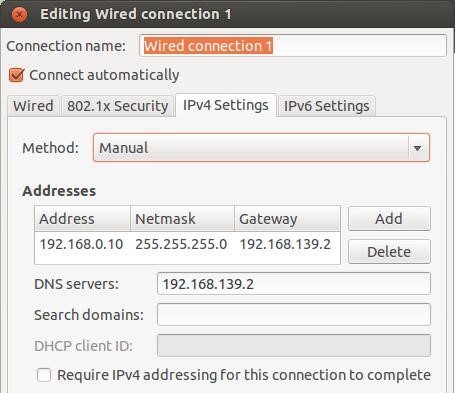 Editing Wired connection 1
Connection name: Wired connection 1
Connect automatically
Wired 802.1x Security IPv4 Settings IPv6 Settings
Method: Manual
Addresses
Address Netmask Gateway Add
192.168.0.10 255.255.255.0 192.168.139.2
Delete
DNS servers: 192.168.139.2
Search domains:
DHCP client ID:
Require IPv4 addressing for this connection to complete